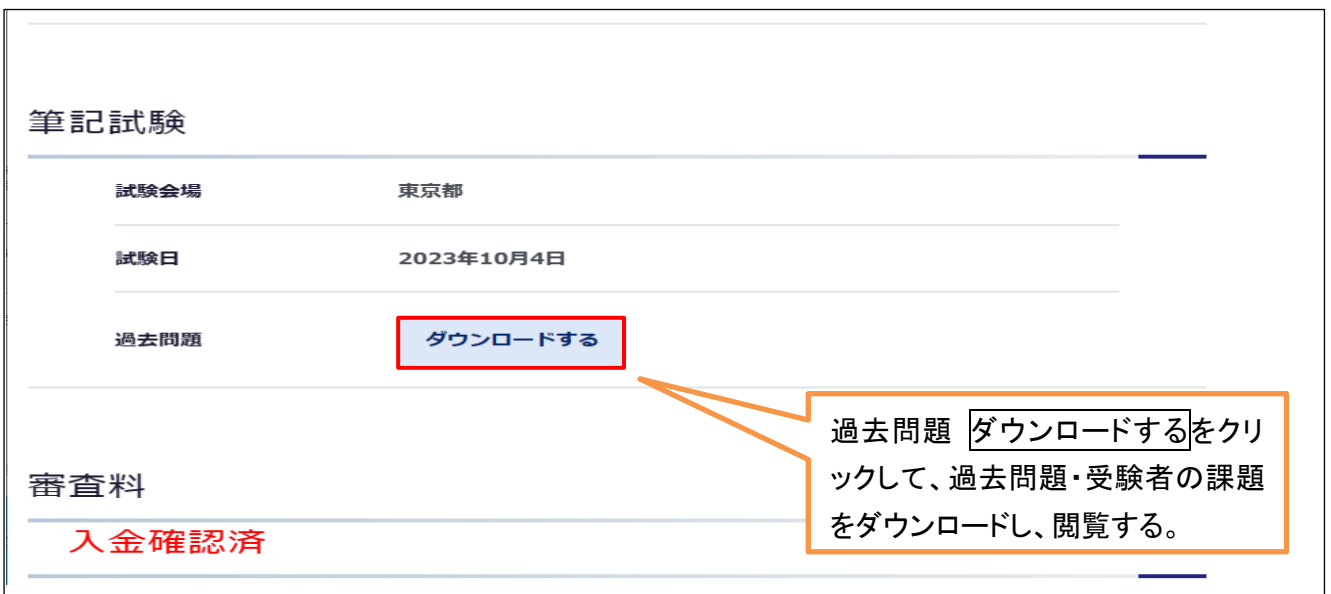 筆記試験
試験会場 東京都
試験日 2023年10月4日
過去問題 ダウンロードする
過去問題 ダウンロードするをクリ
ックして、過去問題・受験者の課題
をダウンロードし、閲覧する。
審査料
入金確認済